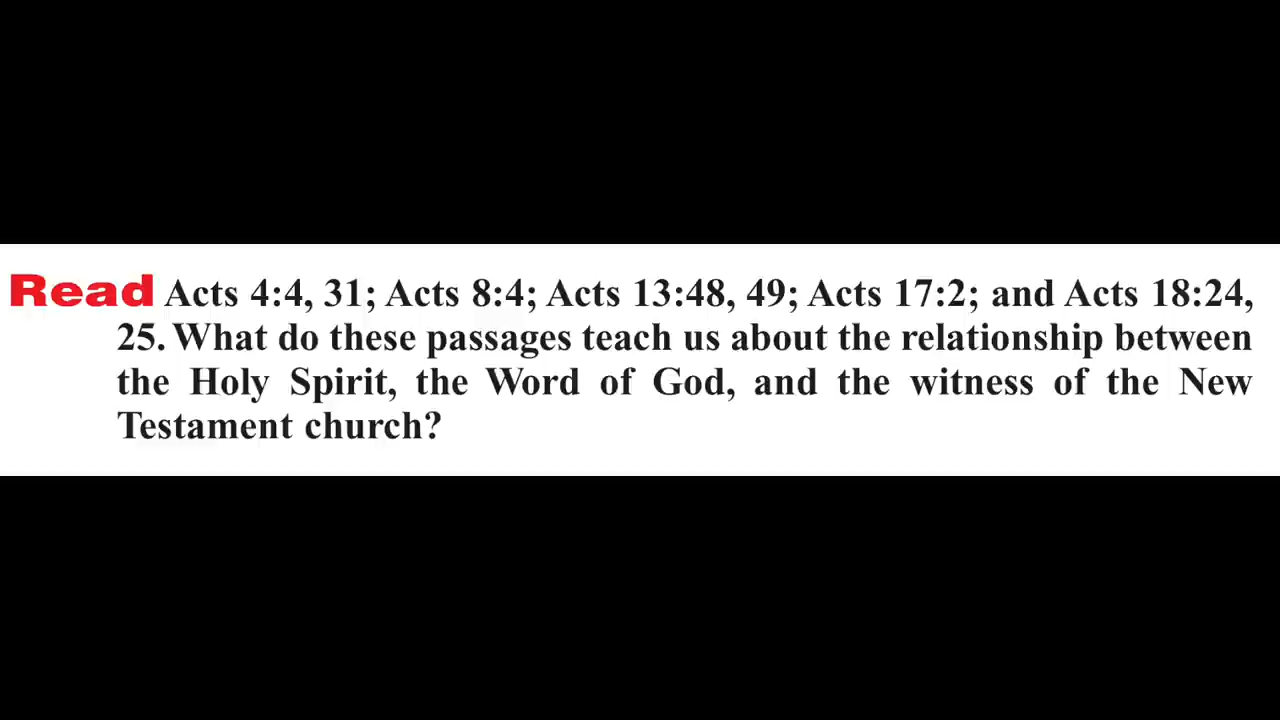 Read Acts 4:4, 31; Acts 8:4; Acts 13:48, 49; Acts 17:2; and Acts 18:24,
25. What do these passages teach us about the relationship between
the Holy Spirit, the Word of God, and the witness of the New
Testament church?